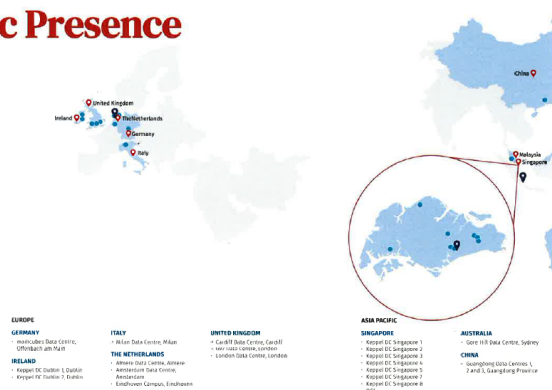 c Presence
United Kingdom
Ireland
The Netherlands
Germany
Italy
China
Malaysia
Singapore
EUROPE
GERMANY
maincubes Data Centre,
Offenbach am Main
IRELAND
Keppel DC Dublin 1, Dublin
Keppel DC Dublin 2, Dublin
ITALY
Milan Data Centre, Milan
THE NETHERLANDS
Almere Data Centre, Almere
Amsterdam Data Centre,
Amsterdam
Eindhoven Campus, Eindhoven
UNITED KINGDOM
Cardiff Data Centre, Cardiff
Data Centre, London
London Data Centre, London
ASIA PACIFIC
SINGAPORE
Keppel DC Singapore 1
Keppel DC Singapore 2
Keppel DC Singapore 3
Keppel DC Singapore 4
Keppel DC Singapore 5
Keppel DC Singapore 7
Keppel DC Singapore 8
AUSTRALIA
Gore Hill Data Centre, Sydney
CHINA
Guangdong Data Centres 1,
2 and 3, Guangdong Province